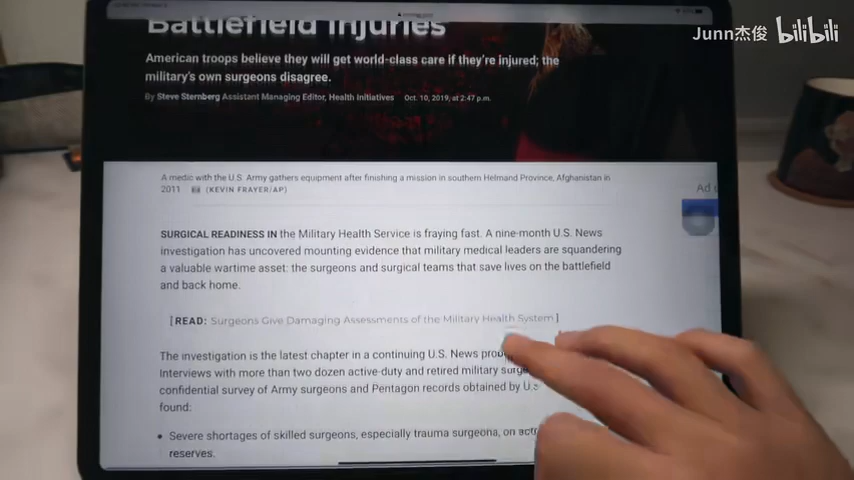 Junn杰俊 bilibili
Battlefield Injuries
American troops believe they will get world-class care if they're injured; the
military's own surgeons disagree.
By Steve Sternberg Assistant Managing Editor, Health Initiatives Oct. 10, 2019, at 2:47 p.m.
A medic with the U.S. Army gathers equipment after finishing a mission in southern Helmand Province, Afghanistan in
2011 (KEVIN FRAYER/AP)
Ad
SURGICAL READINESS IN the Military Health Service is fraying fast. A nine-month U.S. News
investigation has uncovered mounting evidence that military medical leaders are squandering
a valuable wartime asset: the surgeons and surgical teams that save lives on the battlefield
and back home.
[READ: Surgeons Give Damaging Assessments of the Military Health System]
The investigation is the latest chapter in a continuing U.S. News
Interviews with more than two dozen active-duty and retired military
confidential survey of Army surgeons and Pentagon records obtained by U.S
found:
• Severe shortages of skilled surgeons, especially trauma surgeona, on
reserves.